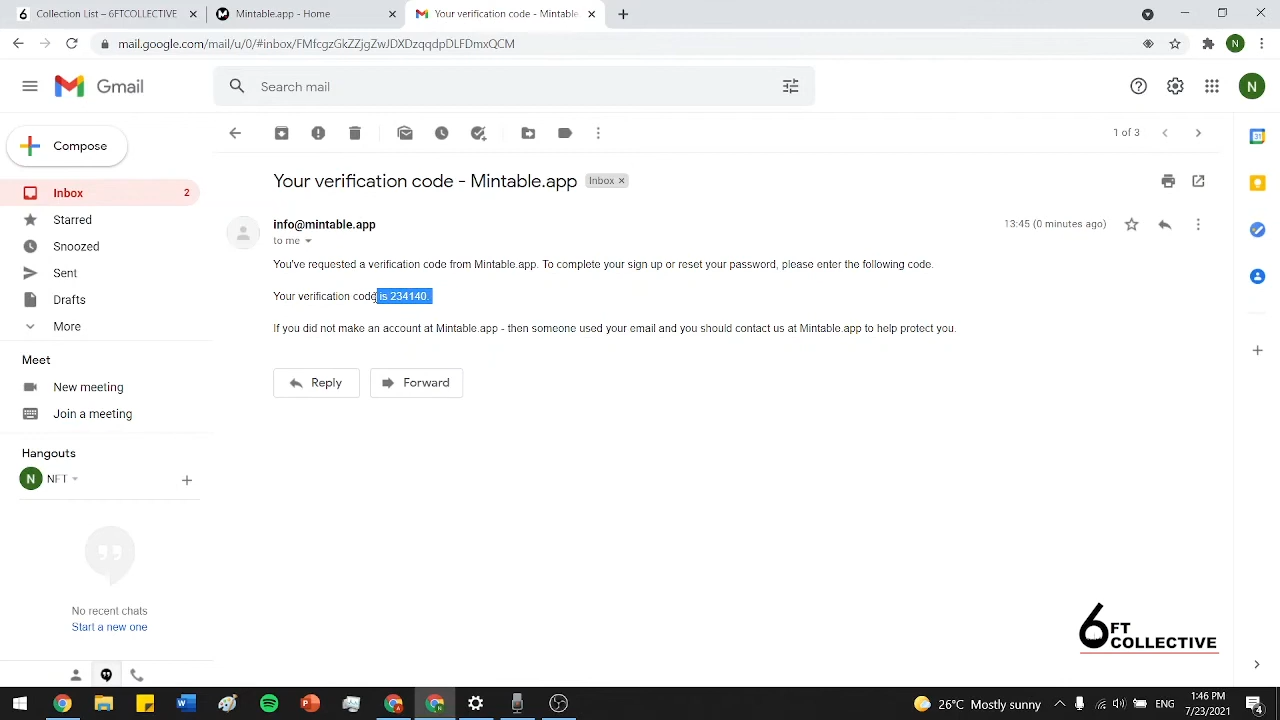 Collection List – 6FTCOLLECTIVE
Mintable.app - Home
Your verification code - Mintable
mail.google.com/mail/u/0/#inbox/FMfcgzGkZZjgZwJDXDzqqdpDLFDmxQCM
N
Gmail
Search mail
N
Compose
1 of 3
Inbox 2
Your verification code - Mintable.app Inbox ×
Starred
info@mintable.app
13:45 (0 minutes ago)
to me
Snoozed
You've requested a verification code from Mintable.app. To complete your sign up or reset your password, please enter the following code.
Sent
Drafts
Your verification code is 234140.
More
If you did not make an account at Mintable.app - then someone used your email and you should contact us at Mintable.app to help protect you.
Meet
New meeting
Reply
Forward
Join a meeting
Hangouts
N NFT
No recent chats
Start a new one
6FT
COLLECTIVE
26°C Mostly sunny
ENG
1:46 PM
7/23/2021
4